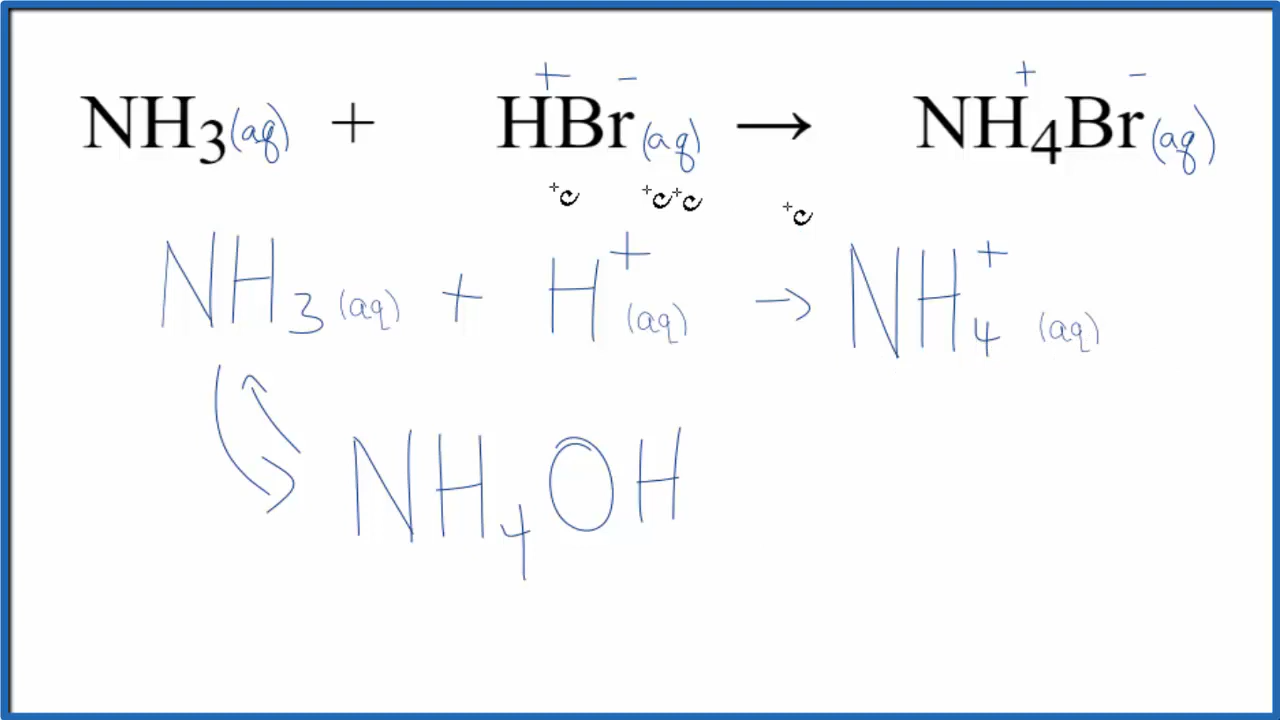 + - + -
NH3(aq) + HBr(aq) → NH4Br(aq)
NH3(aq) + H+(aq) → NH4+(aq)
NH4OH